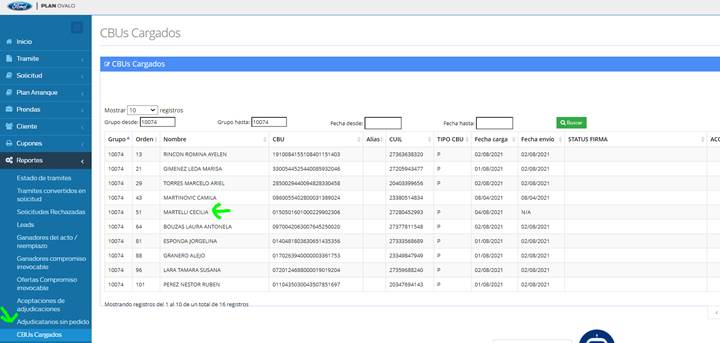 Ford PLAN OVALO
CBUs Cargados
Inicio
Tramite
Solicitud
Plan Arranque
Prendas
Cliente
Cupones
Reportes
Estado de tramites
Tramites convertidos en
solicitud
Solicitudes Rechazadas
Leads
Ganadores del acto /
reemplazo
Ganadores compromiso
irrevocable
Ofertas Compromiso
irrevocable
Aceptaciones de
adjudicaciones
Adjudicatarios sin pedido
CBUs Cargados
CBUs Cargados
Mostrar 10 registros
Grupo desde: 10074 Grupo hasta: 10074 Fecha desde: Fecha hasta: Buscar
Grupo Orden Nombre CBU Alias CUIL TIPO CBU Fecha carga Fecha envío STATUS FIRMA ACC
10074 13 RINCON ROMINA AYELEN 1910084155108401151403 27363638320 P 02/08/2021 02/08/2021
10074 21 GIMENEZ LEDA MARISA 3300544525440085932046 27205943477 P 01/08/2021 02/08/2021
10074 29 TORRES MARCELO ARIEL 2850029440094828330458 20403399656 P 02/08/2021 02/08/2021
10074 43 MARTINOVIC CAMILA 0860055402800031389024 23380514834 08/04/2021 08/04/2021
10074 51 MARTELLI CECILIA 0150501601000229902306 27280452993 P 04/08/2021 N/A
10074 64 BOUZAS LAURA ANTONELA 0970042063007645250020 27377811548 P 02/08/2021 02/08/2021
10074 81 ESPONDA JORGELINA 0140481803630651435356 27333568689 P 01/08/2021 02/08/2021
10074 88 GRANERO ALEJO 0170263940000003361753 23349847949 P 01/08/2021 02/08/2021
10074 96 LARA TAMARA SUSANA 0720124688000019019204 27359688240 P 02/08/2021 02/08/2021
10074 101 PEREZ NESTOR RUBEN 0110435030043507851697 20347694143 P 01/08/2021 02/08/2021
Mostrando registros del 1 al 10 de un total de 16 registros